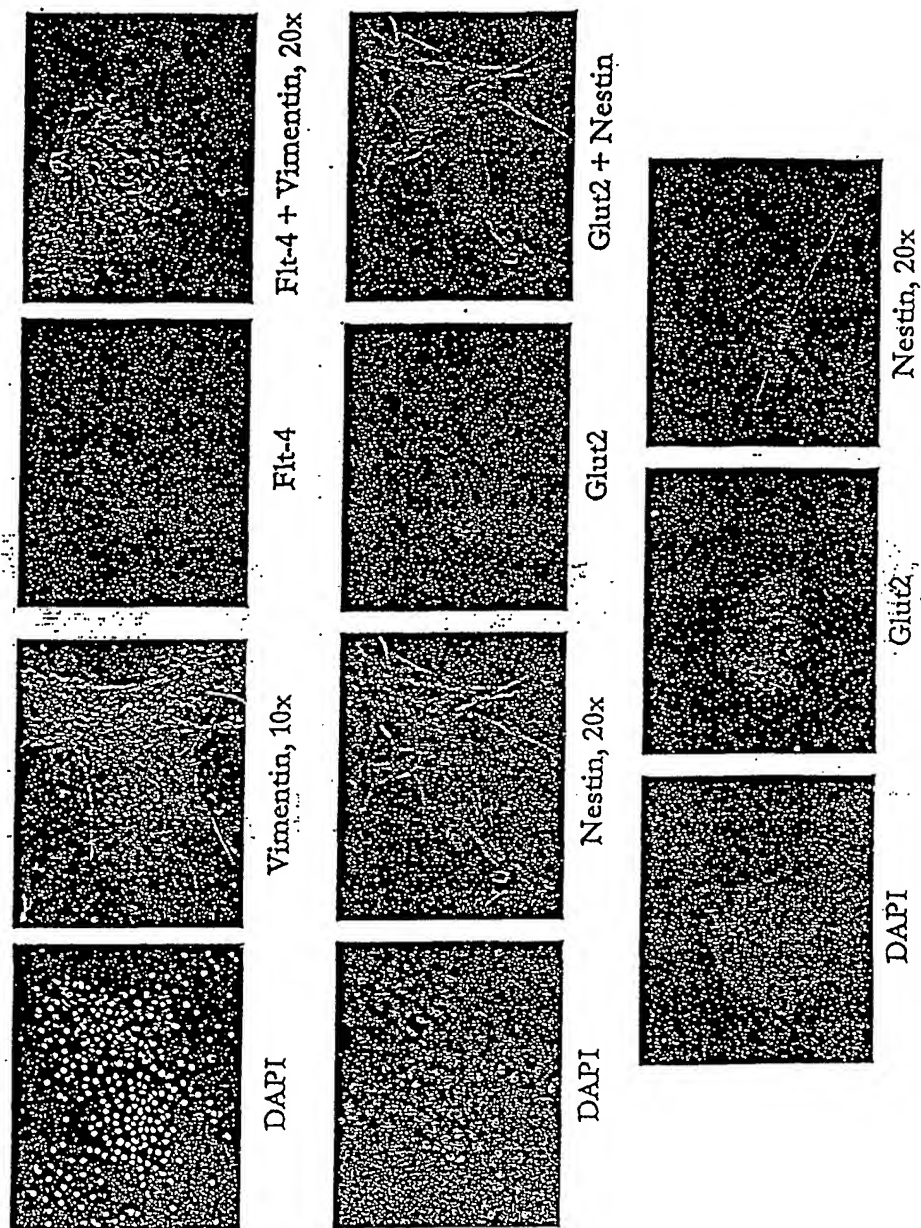 DAPI
Vimentin, 10x
Flt-4
Flt-4 + Vimentin, 20x
DAPI
Nestin, 20x
Glut2
Glut2 + Nestin
DAPI
Glut2,
Nestin, 20x